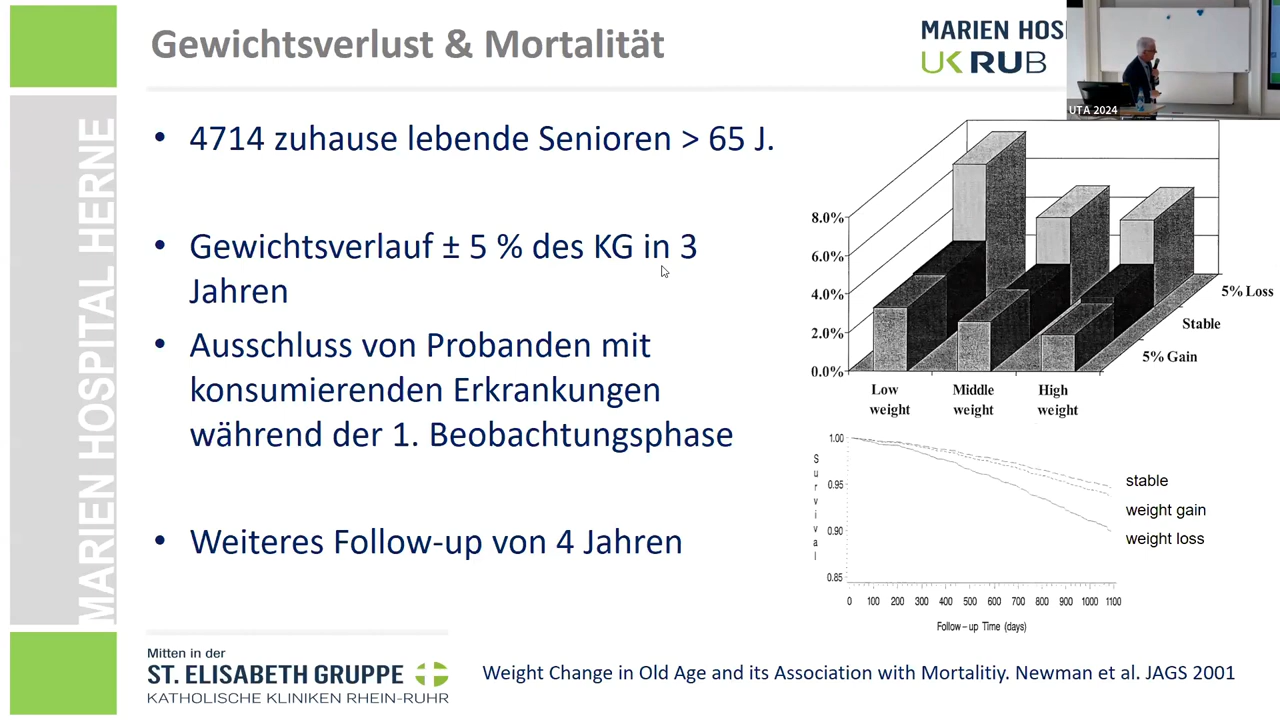 Gewichtsverlust & Mortalität
MARIEN HOSPITAL HERNE
UK RUB
UTA 2024
MARIEN HOSPITAL HERNE
• 4714 zuhause lebende Senioren > 65 J.
• Gewichtsverlauf ± 5 % des KG in 3
Jahren
• Ausschluss von Probanden mit
konsumierenden Erkrankungen
während der 1. Beobachtungsphase
• Weiteres Follow-up von 4 Jahren
8.0%
6.0%
4.0%
2.0%
0.0%
5% Loss
Stable
5% Gain
Low
weight
Middle
weight
High
weight
Survival
1.00
0.95
0.90
0.85
stable
weight gain
weight loss
0 100 200 300 400 500 600 700 800 900 1000 1100
Follow-up Time (days)
Mitten in der
ST. ELISABETH GRUPPE
KATHOLISCHE KLINIKEN RHEIN-RUHR
Weight Change in Old Age and its Association with Mortalitiy. Newman et al. JAGS 2001